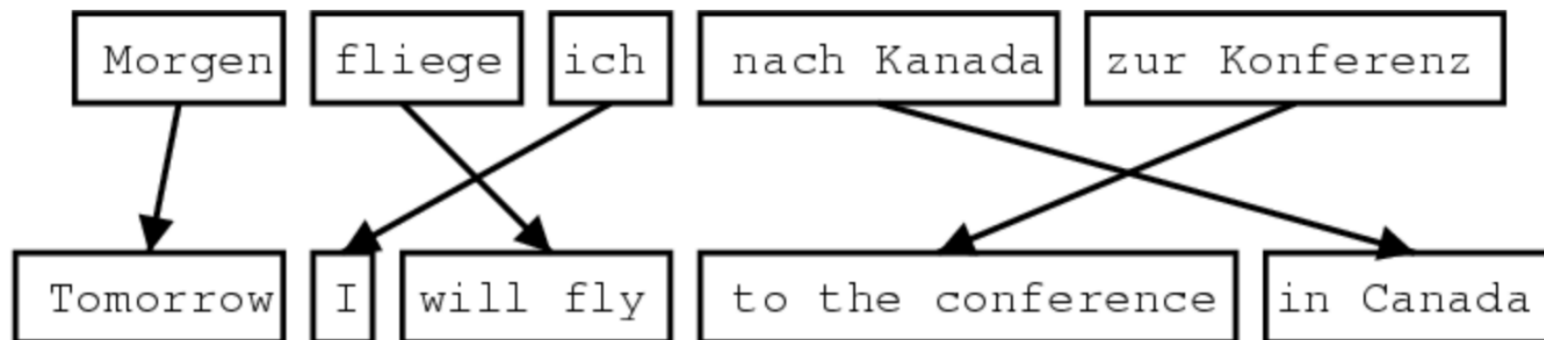 Morgen fliege ich nach Kanada zur Konferenz
Tomorrow I will fly to the conference in Canada